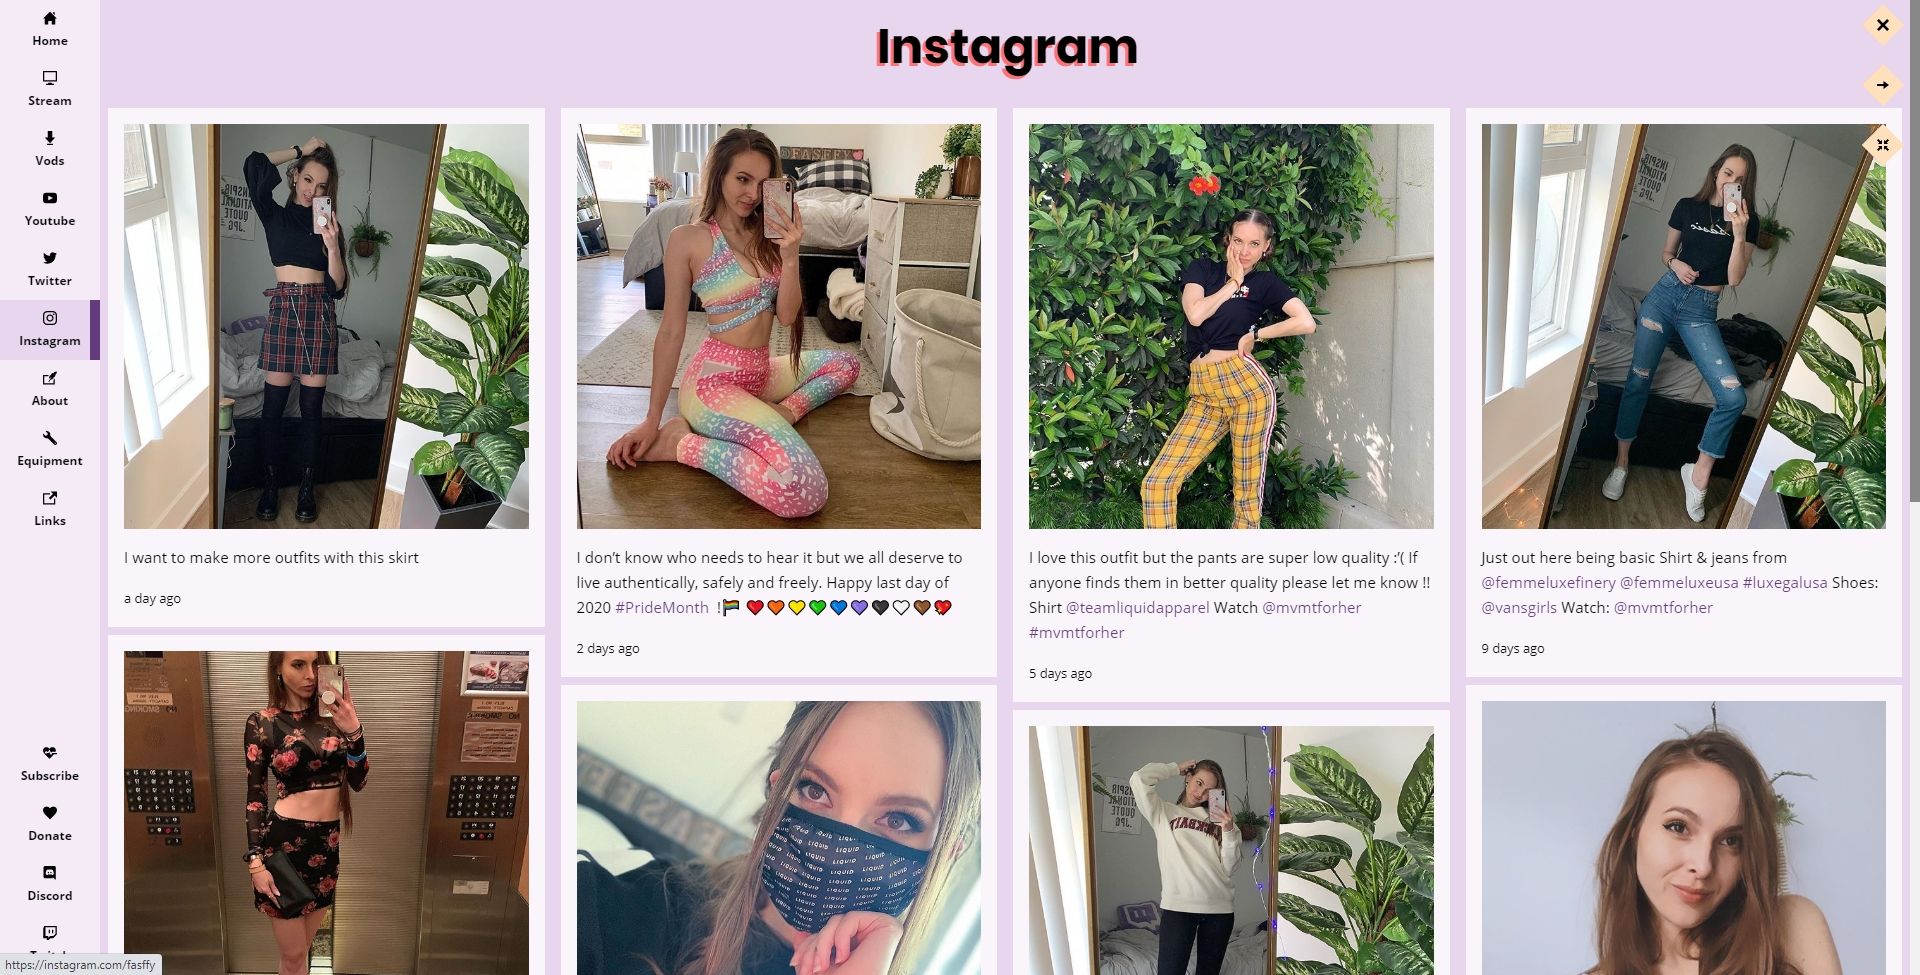 Instagram
Home
Stream
Vods
Youtube
Twitter
Instagram
About
Equipment
Links
Subscribe
Donate
Discord
https://instagram.com/fasffy
I want to make more outfits with this skirt
a day ago
I don’t know who needs to hear it but we all deserve to
live authentically, safely and freely. Happy last day of
2020 #PrideMonth !🏳️‍🌈 ❤️🧡💛💚💙💜🖤🤍🤎💖
2 days ago
I love this outfit but the pants are super low quality :’( If
anyone finds them in better quality please let me know !!
Shirt @teamliquidapparel Watch @mvmtforher
#mvmtforher
5 days ago
Just out here being basic Shirt & jeans from
@femmeluxefinery @femmeluxeusa #luxegalusa Shoes:
@vansgirls Watch: @mvmtforher
9 days ago
LIQUID